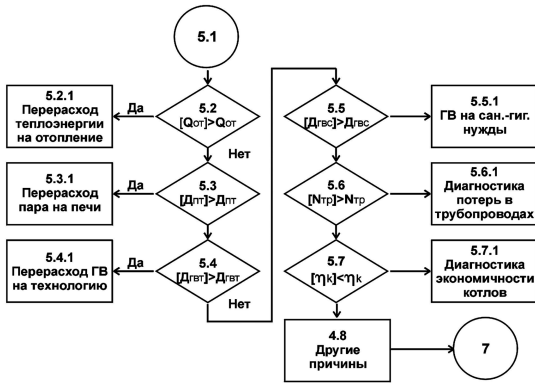 5.1
5.2.1
Перерасход
теплоэнергии
на отопление
Да
5.2
[Qот]>Qот
Нет
5.3.1
Перерасход
пара на печи
Да
5.3
[Дпт]>Дпт
5.4.1
Перерасход ГВ
на технологию
Да
5.4
[Дгвт]>Дгвт
Нет
5.5
[Дгвс]>Дгвс
5.5.1
ГВ на сан.-гиг.
нужды
5.6
[Nтр]>Nтр
5.6.1
Диагностика
потерь в
трубопроводах
5.7
[ηk]<ηk
5.7.1
Диагностика
экономичности
котлов
4.8
Другие
причины
7